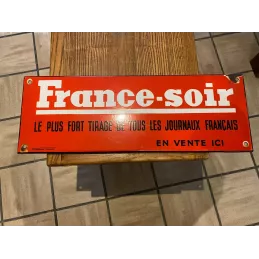 France-soir
LE PLUS FORT TIRAGE DE TOUS LES JOURNAUX FRANÇAIS
EN VENTE ICI